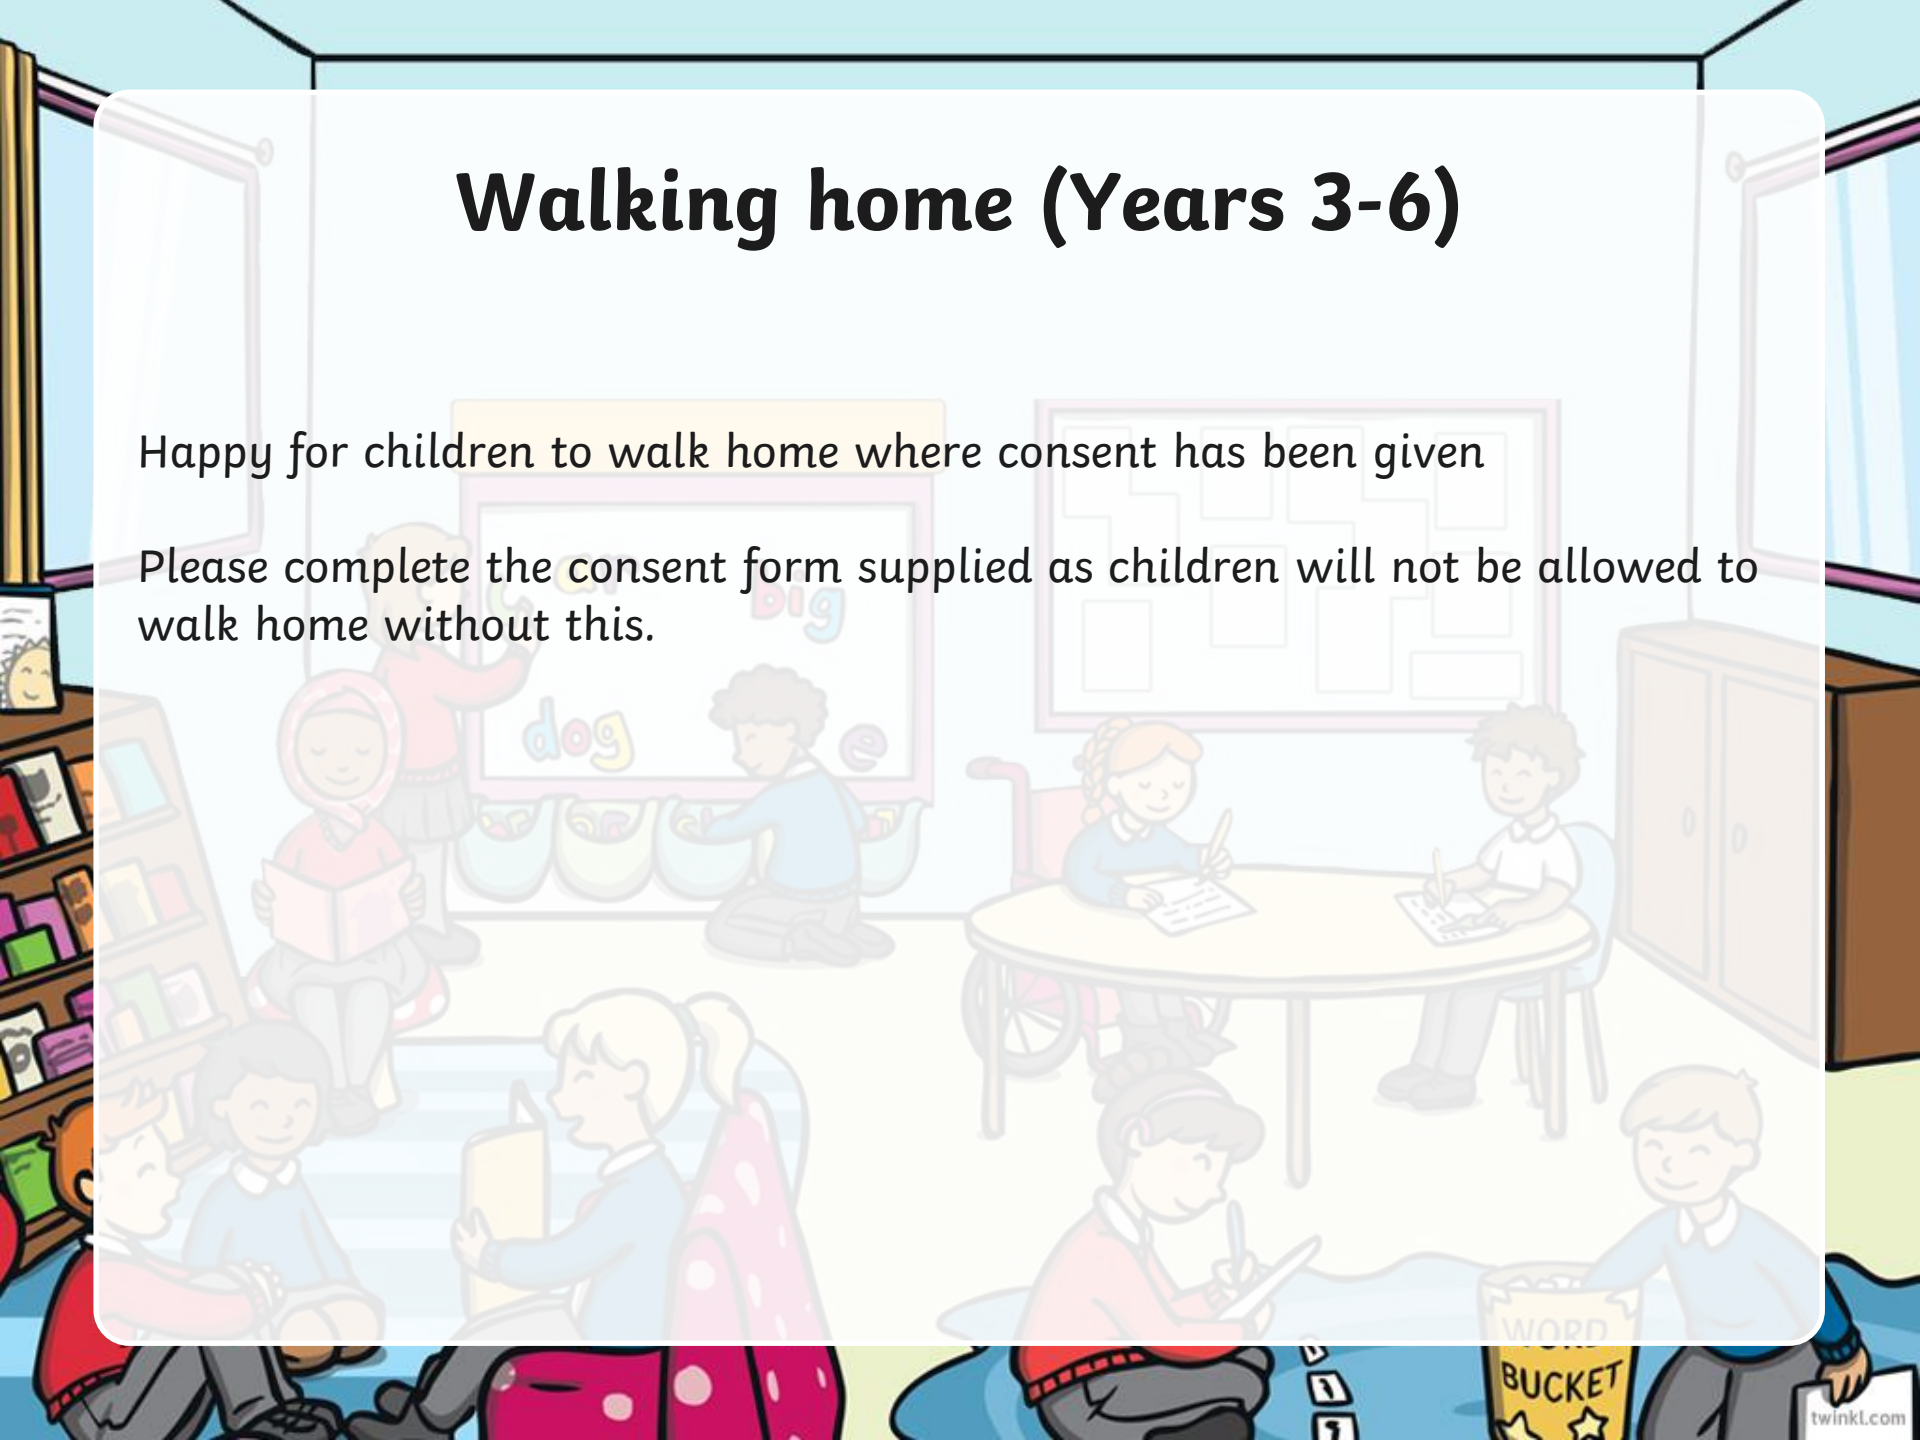 Walking home (Years 3-6)
Happy for children to walk home where consent has been given
Please complete the consent form supplied as children will not be allowed to
walk home without this.
big
dog
e
WORD
BUCKET
twinkl.com